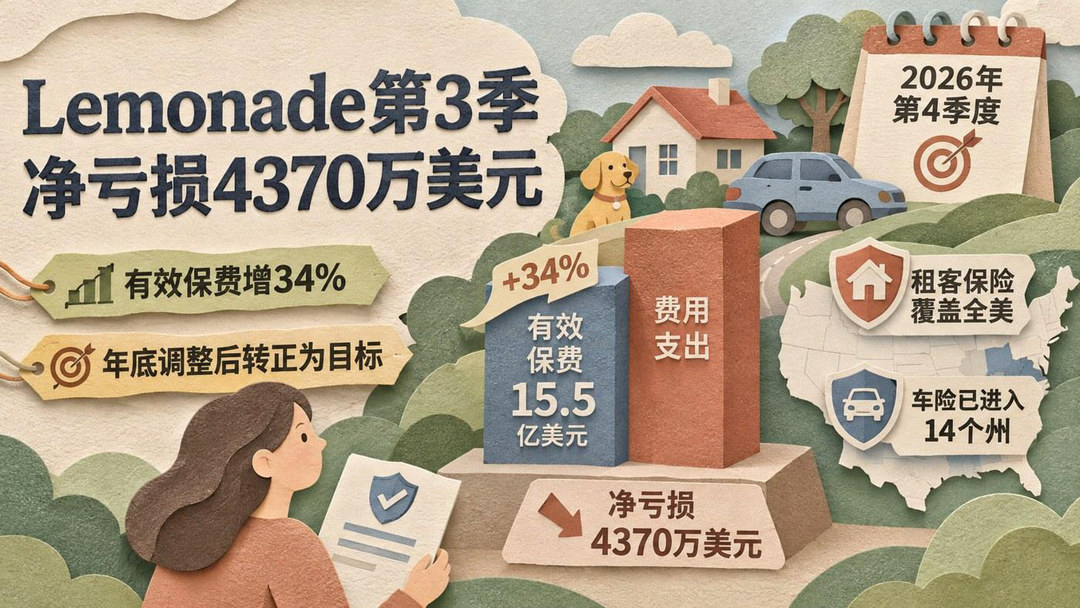 Lemonade第3季
净亏损4370万美元
有效保费增34%
年底调整后转正为目标
2026年
第4季度
+34%
有效
保费
15.5
亿美元
费用
支出
净亏损
4370万美元
租客保险
覆盖全美
车险已进入
14个州